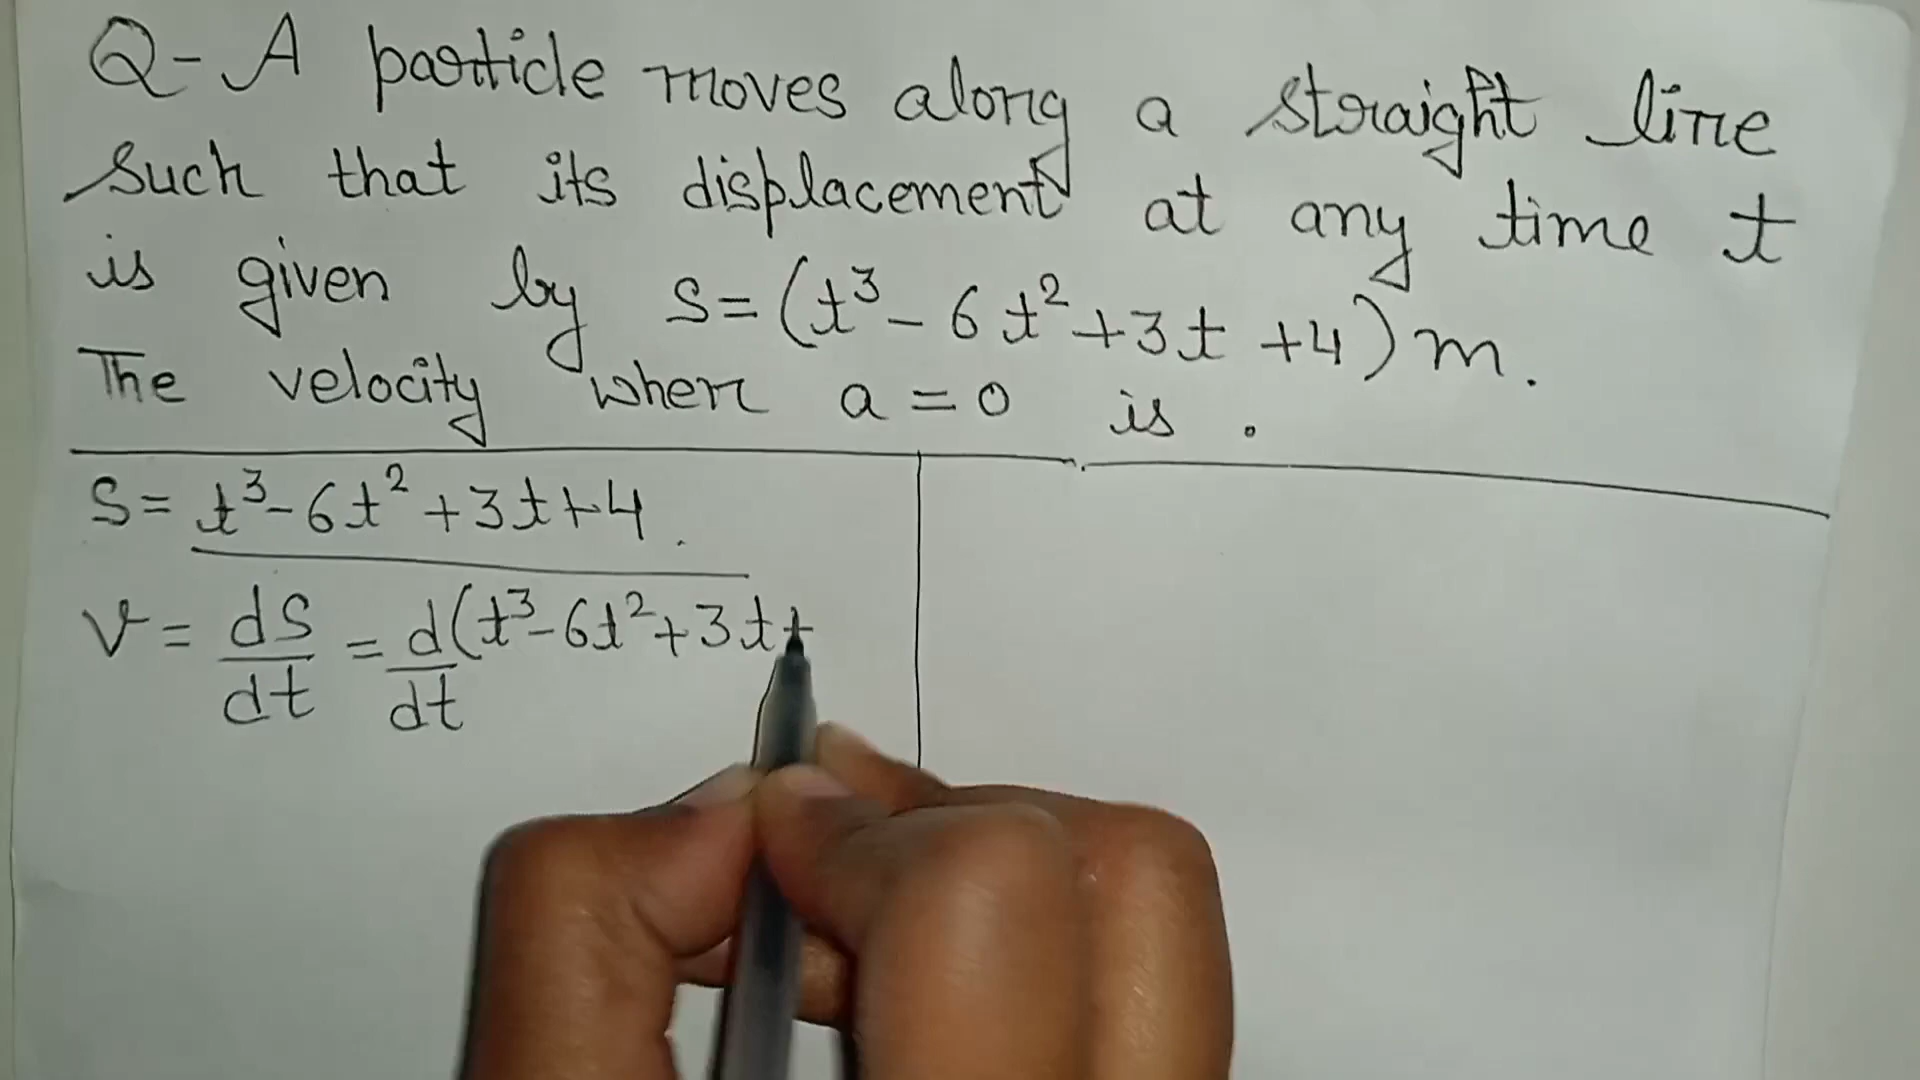 Q- A particle moves along a straight line
such that its displacement at any time t
is given by S=(t³-6t²+3t+4)m.
The velocity when a=0 is.
S=t³-6t²+3t+4.
V=dS/dt=d/dt(t³-6t²+3t+